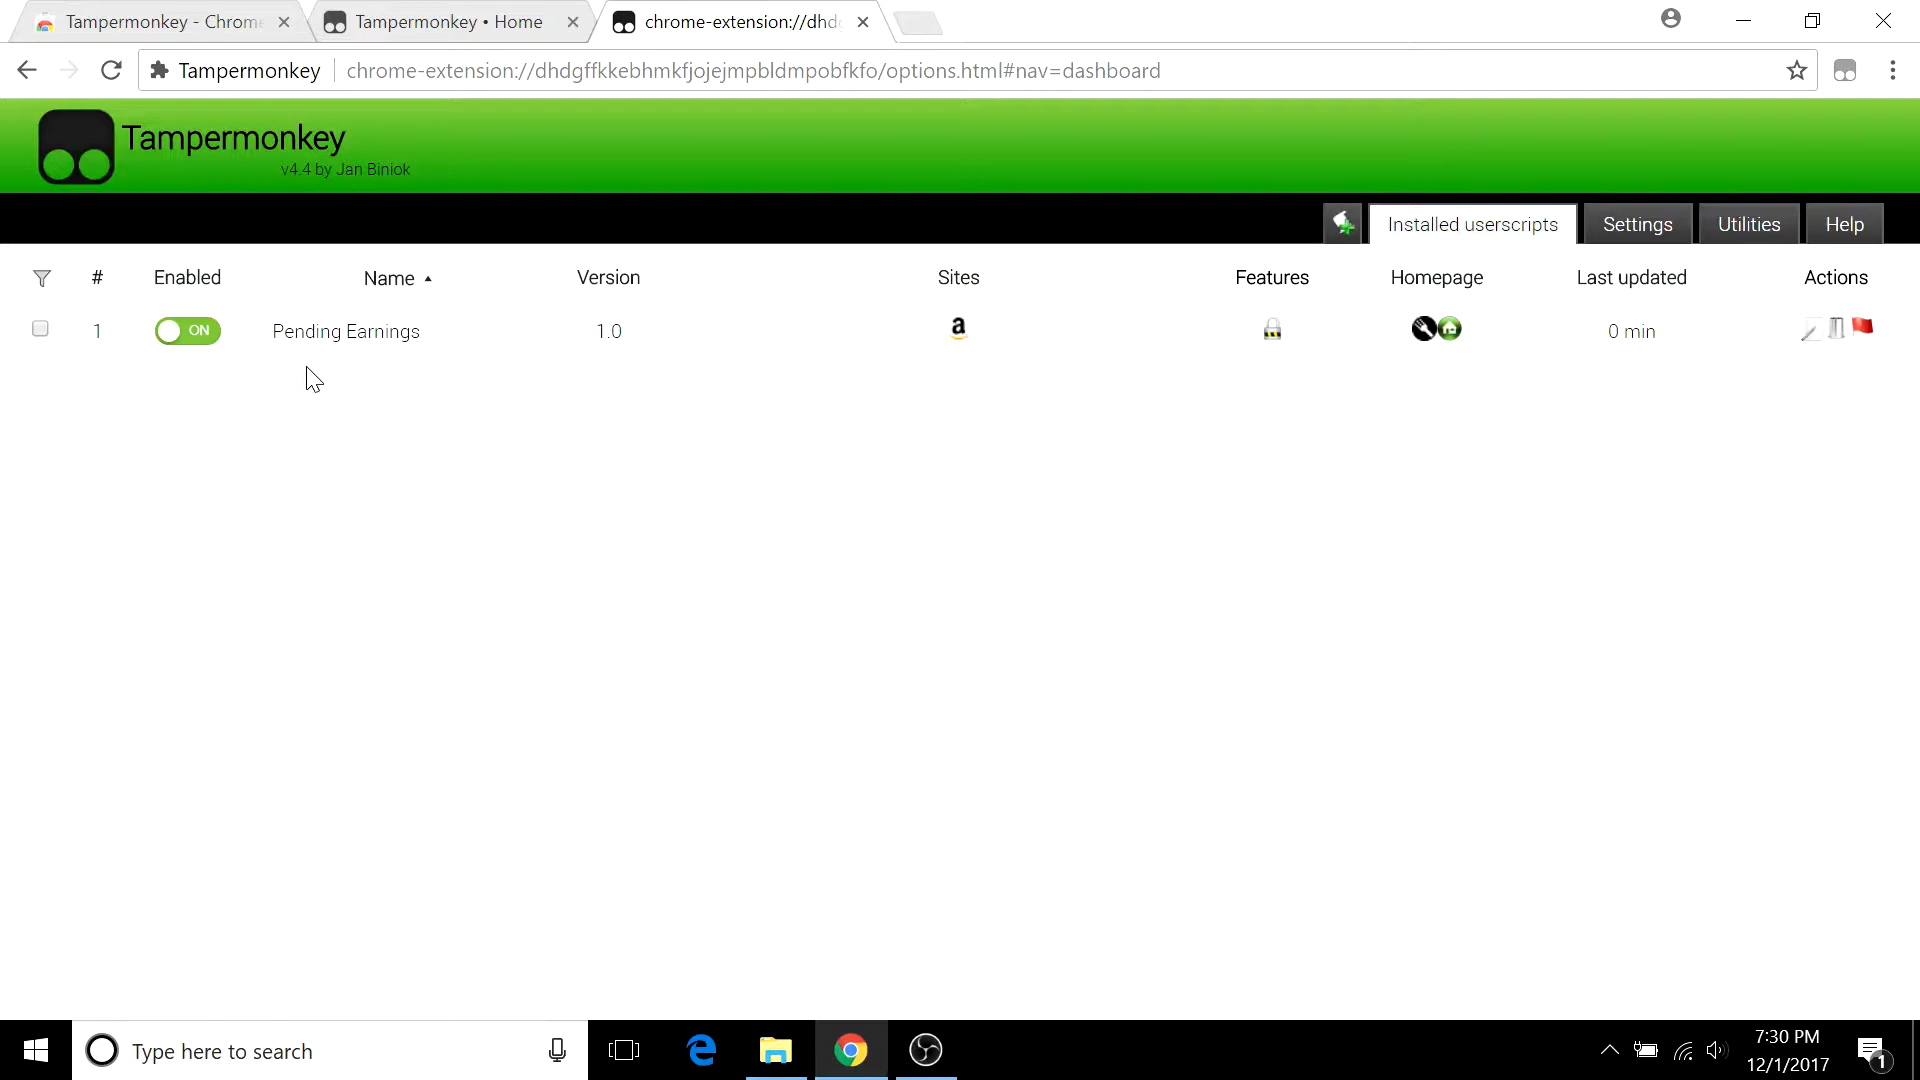 Tampermonkey - Chrome
Tampermonkey • Home
chrome-extension://dhdg
Tampermonkey
chrome-extension://dhdgffkkebhmkfjojejmpbldmpobfkfo/options.html#nav=dashboard
Tampermonkey
v4.4 by Jan Biniok
Installed userscripts
Settings
Utilities
Help
# Enabled Name Version Sites Features Homepage Last updated Actions
1 ON Pending Earnings 1.0 a 0 min
Type here to search
7:30 PM
12/1/2017
1